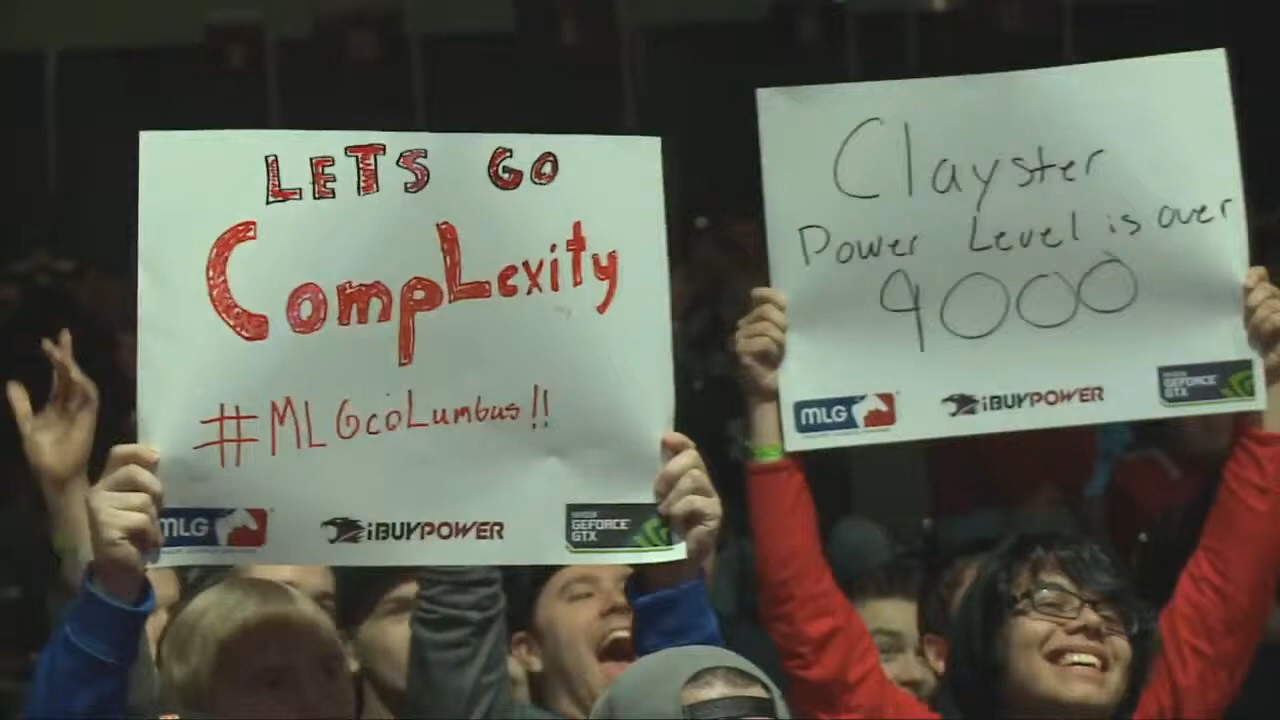 LETS GO
CompLexity
#MLGcoLumbus!!
MLG iBUYPOWER GEFORCE GTX
Clayster
Power Level is over
9000
MLG iBUYPOWER GEFORCE GTX